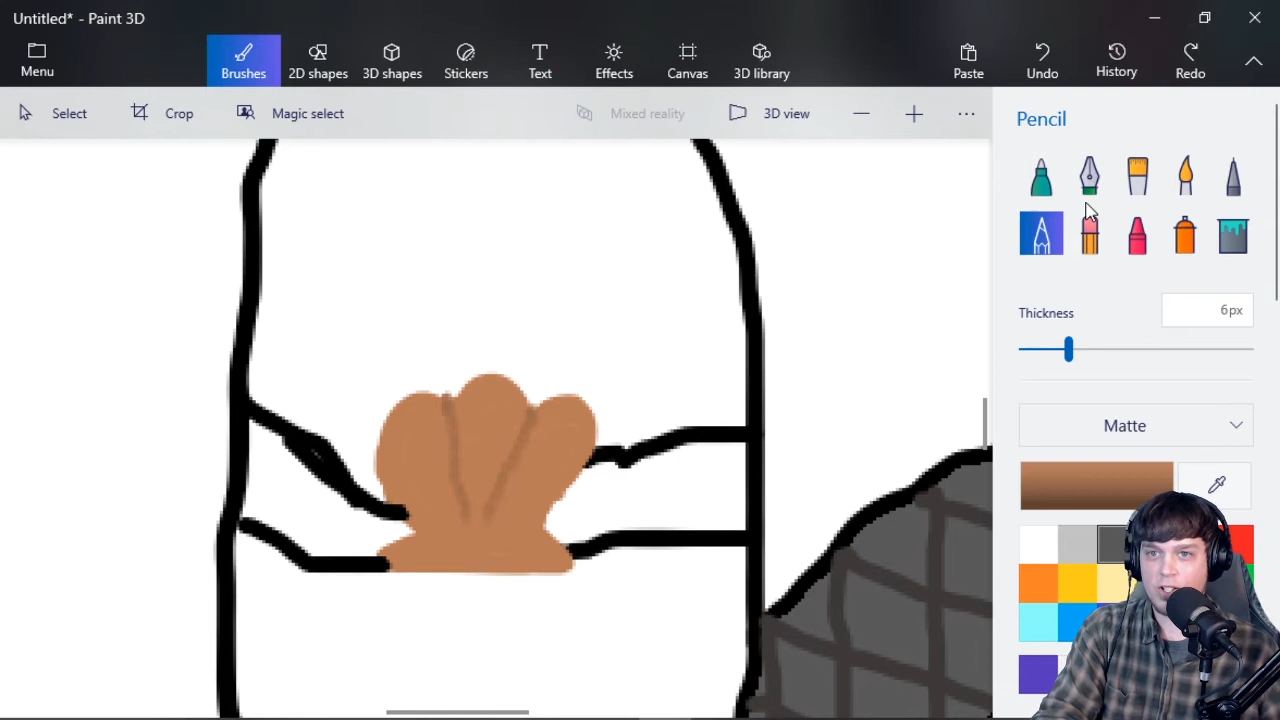 Untitled* - Paint 3D
Menu
Brushes
2D shapes
3D shapes
Stickers
Text
Effects
Canvas
3D library
Paste
Undo
History
Redo
Select
Crop
Magic select
Mixed reality
3D view
Pencil
Thickness
6px
Matte